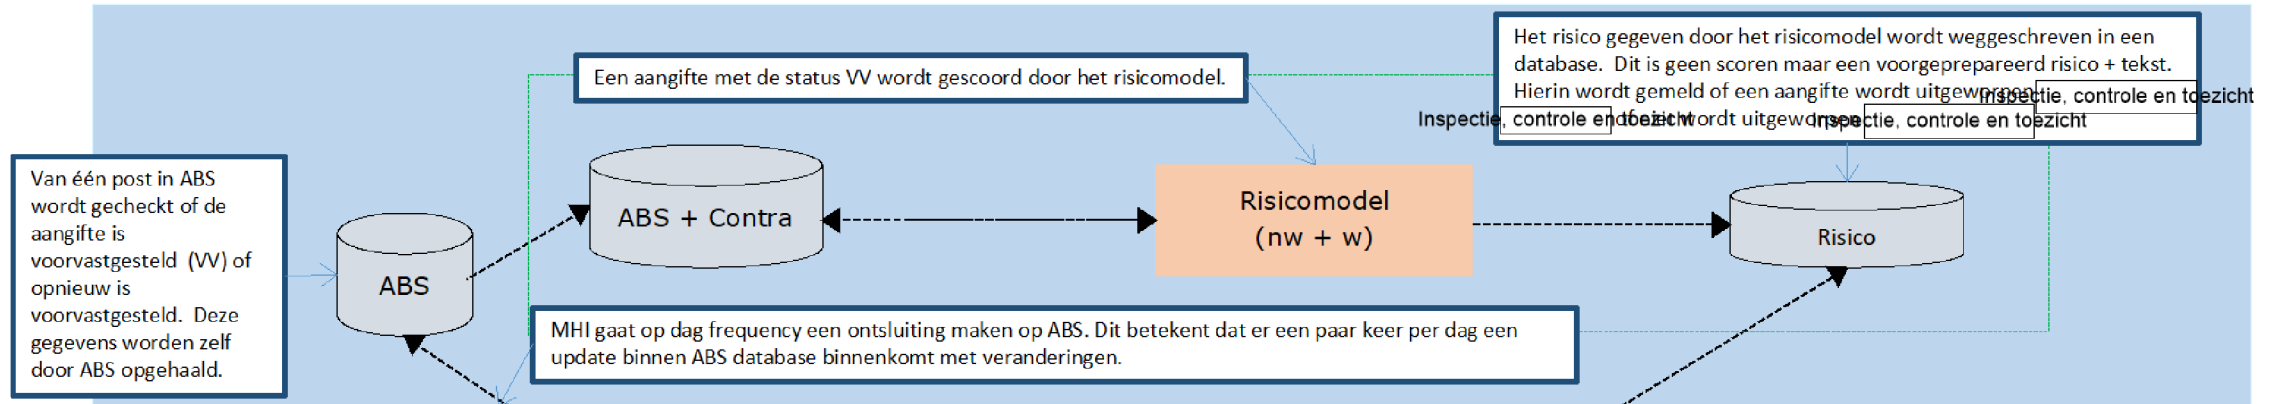 Het risico gegeven door het risicomodel wordt weggeschreven in een
database. Dit is geen scoren maar een voorgeprepareerd risico + tekst.
Hierin wordt gemeld of een aangifte wordt uitgeworpen
Inspectie, controle en toezicht
Inspectie, controle en toezicht
wordt uitgeworpen
Inspectie, controle en toezicht
Een aangifte met de status VV wordt gescoord door het risicomodel.
Van één post in ABS
wordt gecheckt of de
aangifte is
voorvastgesteld (VV) of
opnieuw is
voorvastgesteld. Deze
gegevens worden zelf
door ABS opgehaald.
ABS
ABS + Contra
Risicomodel
(nw + w)
Risico
MHI gaat op dag frequency een ontsluiting maken op ABS. Dit betekent dat er een paar keer per dag een
update binnen ABS database binnenkomt met veranderingen.